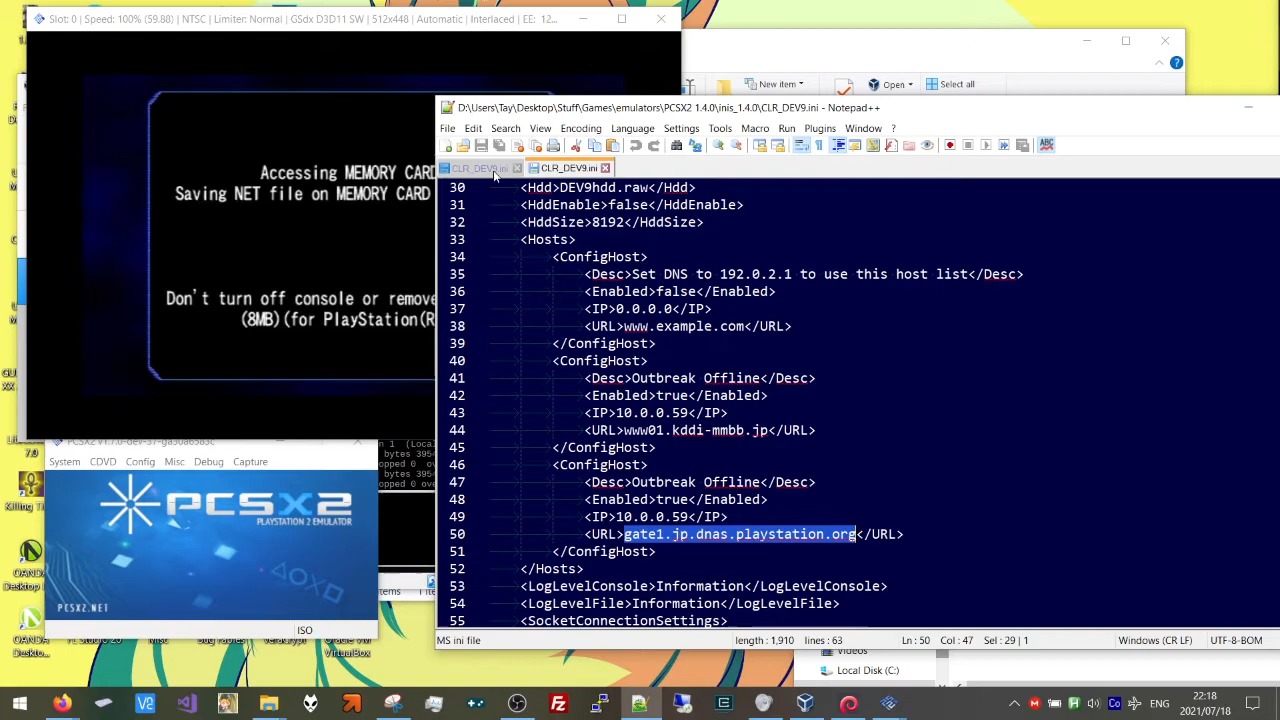 Slot: 0 | Speed: 100% (59.88) | NTSC | Limiter: Normal | GSdx D3D11 SW | 512x448 | Automatic | Interlaced | EE: 12...
New item
Open
Select all
Accessing MEMORY CARD
Saving NET file on MEMORY CARD
Don't turn off console or remove
(8MB)(for PlayStation(R
D:\Users\Tay\Desktop\Stuff\Games\emulators\PCSX2 1.4.0\inis_1.4.0\CLR_DEV9.ini - Notepad++
File Edit Search View Encoding Language Settings Tools Macro Run Plugins Window ?
CLR_DEV9.ini CLR_DEV9.ini
30 <Hdd>DEV9hdd.raw</Hdd>
31 <HddEnable>false</HddEnable>
32 <HddSize>8192</HddSize>
33 <Hosts>
34 <ConfigHost>
35 <Desc>Set DNS to 192.0.2.1 to use this host list</Desc>
36 <Enabled>false</Enabled>
37 <IP>0.0.0.0</IP>
38 <URL>www.example.com</URL>
39 </ConfigHost>
40 <ConfigHost>
41 <Desc>Outbreak Offline</Desc>
42 <Enabled>true</Enabled>
43 <IP>10.0.0.59</IP>
44 <URL>www01.kddi-mmbb.jp</URL>
45 </ConfigHost>
46 <ConfigHost>
47 <Desc>Outbreak Offline</Desc>
48 <Enabled>true</Enabled>
49 <IP>10.0.0.59</IP>
50 <URL>gate1.jp.dnas.playstation.org</URL>
51 </ConfigHost>
52 </Hosts>
53 <LogLevelConsole>Information</LogLevelConsole>
54 <LogLevelFile>Information</LogLevelFile>
55 <SocketConnectionSettings>
MS ini file length : 1,910 lines : 63 Ln : 50 Col : 47 Sel : 29 | 1 Windows (CR LF) UTF-8-BOM
System CDVD Config Misc Debug Capture
PCSX2
PLAYSTATION 2 EMULATOR
PCSX2.NET
ISO
7.0
Killing Ti
OANDA
Desktop
OANDA
Deskto...
VirtualBox
Local Disk (C:)
ENG
22:18
2021/07/18